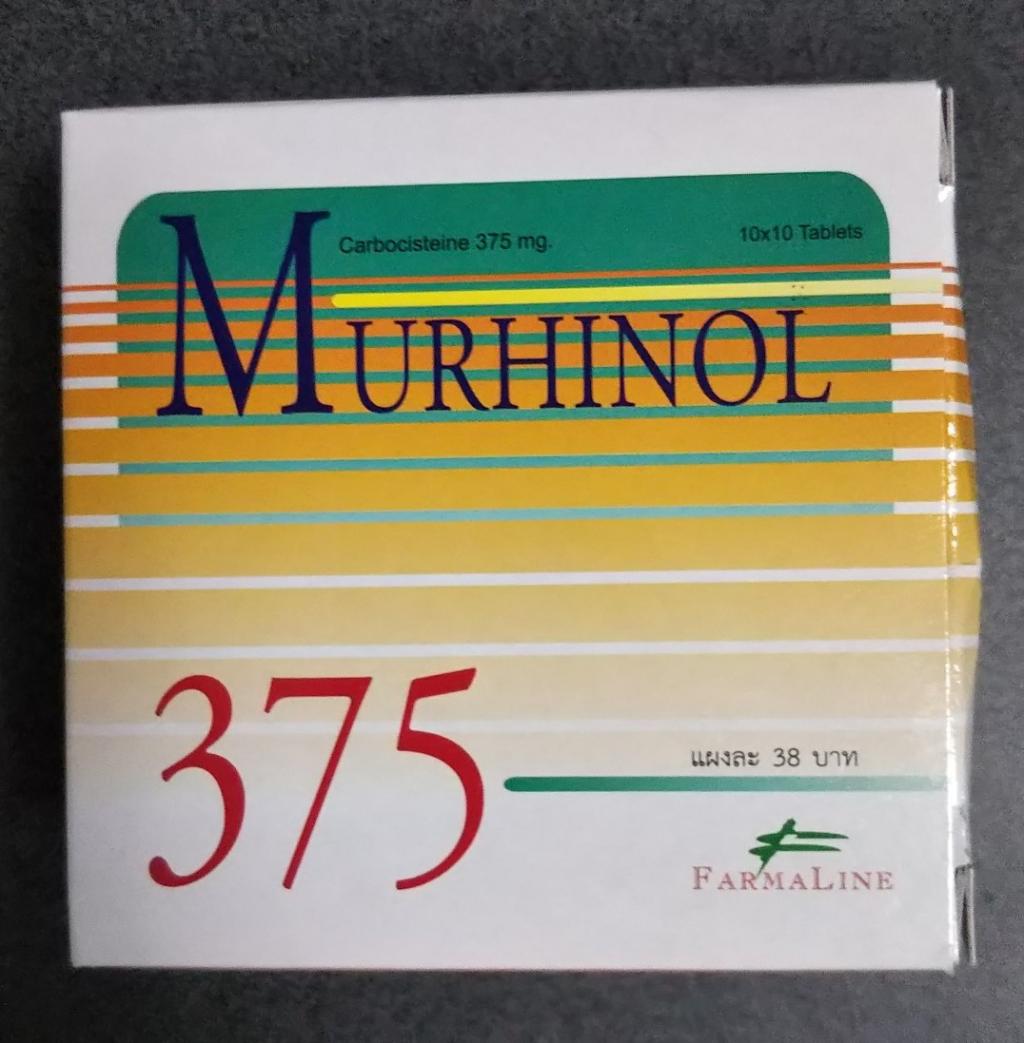 Carbocisteine 375 mg.
10x10 Tablets
MURHINOL
375
แผงละ 38 บาท
FARMALINE